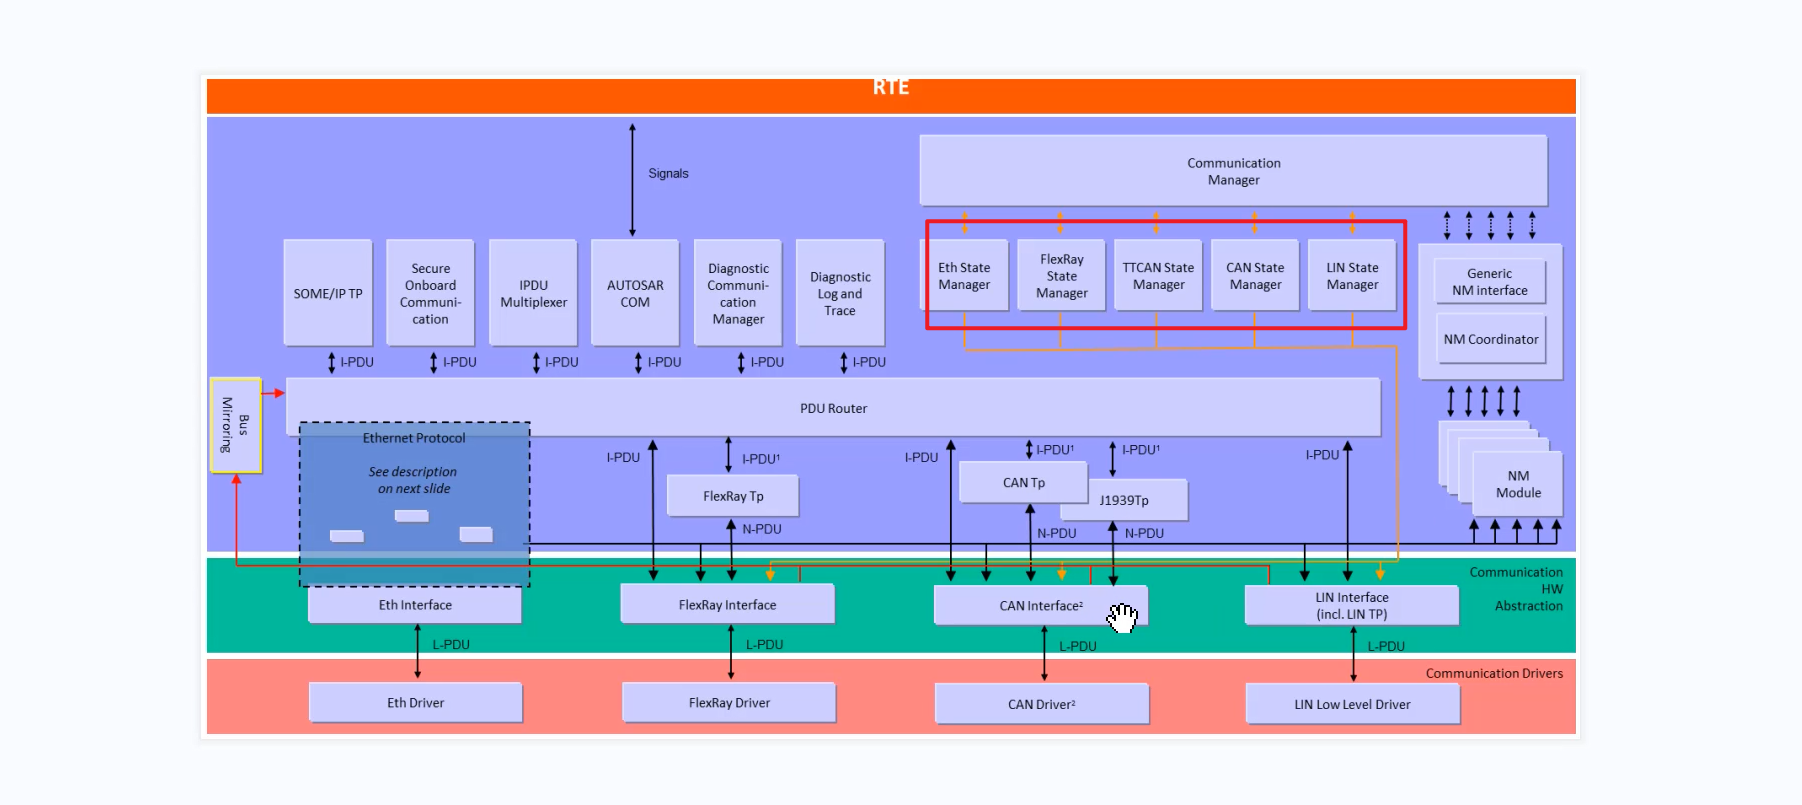 RTE
Signals
Communication
Manager
SOME/IP TP
Secure
Onboard
Communi-
cation
IPDU
Multiplexer
AUTOSAR
COM
Diagnostic
Communi-
cation
Manager
Diagnostic
Log and
Trace
Eth State
Manager
FlexRay
State
Manager
TTCAN State
Manager
CAN State
Manager
LIN State
Manager
Generic
NM interface
NM Coordinator
I-PDU
I-PDU
I-PDU
I-PDU
I-PDU
I-PDU
Bus
Mirroring
PDU Router
Ethernet Protocol
See description
on next slide
I-PDU
I-PDU¹
I-PDU
I-PDU¹
I-PDU¹
I-PDU
FlexRay Tp
CAN Tp
J1939Tp
NM
Module
N-PDU
N-PDU
N-PDU
Communication
HW
Abstraction
Eth Interface
FlexRay Interface
CAN Interface²
LIN Interface
(incl. LIN TP)
L-PDU
L-PDU
L-PDU
L-PDU
Communication Drivers
Eth Driver
FlexRay Driver
CAN Driver²
LIN Low Level Driver